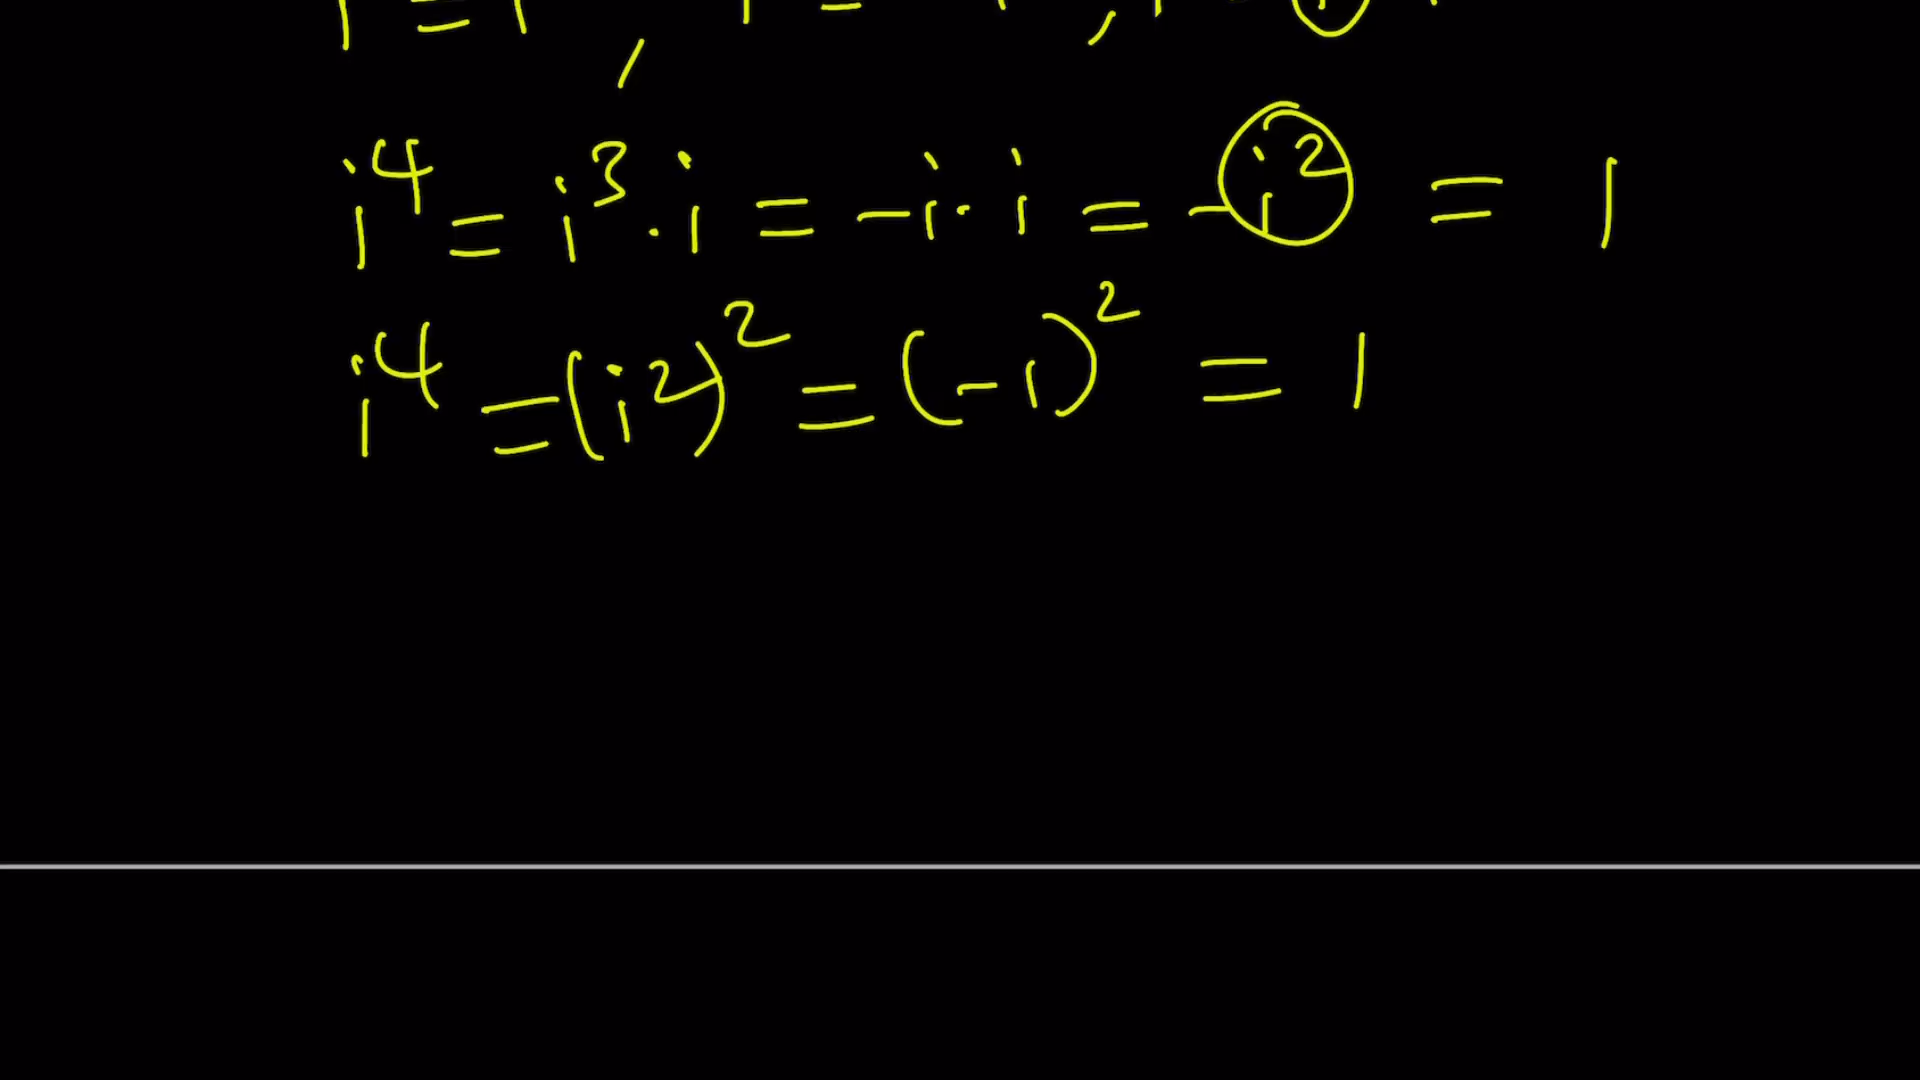 i⁴ = i³ · i = -i · i = -i² = 1
i⁴ = (i²)² = (-1)² = 1